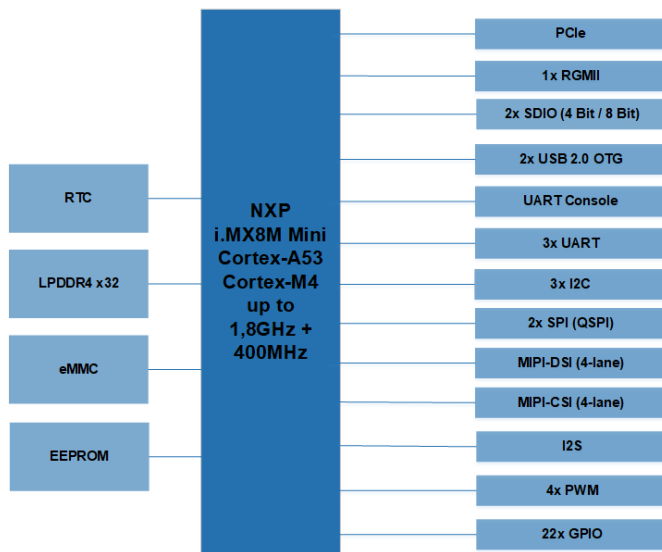 RTC
LPDDR4 x32
eMMC
EEPROM
NXP
i.MX8M Mini
Cortex-A53
Cortex-M4
up to
1,8GHz +
400MHz
PCIe
1x RGMII
2x SDIO (4 Bit / 8 Bit)
2x USB 2.0 OTG
UART Console
3x UART
3x I2C
2x SPI (QSPI)
MIPI-DSI (4-lane)
MIPI-CSI (4-lane)
I2S
4x PWM
22x GPIO